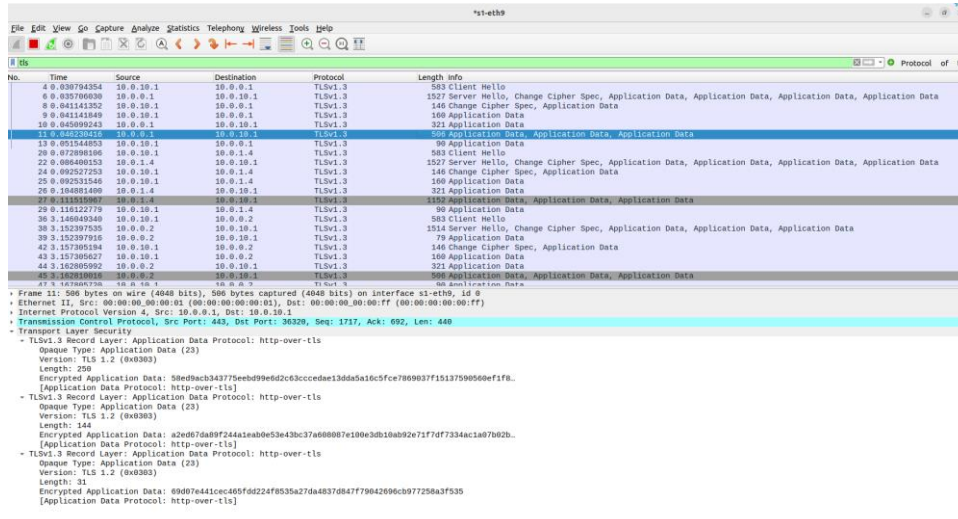 *s1-eth9
File Edit View Go Capture Analyze Statistics Telephony Wireless Tools Help
tls
Protocol of
No. Time Source Destination Protocol Length Info
4 0.030794354 10.0.10.1 10.0.0.1 TLSv1.3 583 Client Hello
6 0.035706030 10.0.0.1 10.0.10.1 TLSv1.3 1527 Server Hello, Change Cipher Spec, Application Data, Application Data, Application Data, Application Data
8 0.041141352 10.0.10.1 10.0.0.1 TLSv1.3 146 Change Cipher Spec, Application Data
9 0.041141849 10.0.10.1 10.0.0.1 TLSv1.3 160 Application Data
10 0.045099243 10.0.0.1 10.0.10.1 TLSv1.3 321 Application Data
11 0.046230416 10.0.0.1 10.0.10.1 TLSv1.3 506 Application Data, Application Data, Application Data
13 0.051544853 10.0.10.1 10.0.0.1 TLSv1.3 90 Application Data
20 0.072898106 10.0.10.1 10.0.1.4 TLSv1.3 583 Client Hello
22 0.086400153 10.0.1.4 10.0.10.1 TLSv1.3 1527 Server Hello, Change Cipher Spec, Application Data, Application Data, Application Data, Application Data
24 0.092527253 10.0.10.1 10.0.1.4 TLSv1.3 146 Change Cipher Spec, Application Data
25 0.092531546 10.0.10.1 10.0.1.4 TLSv1.3 160 Application Data
26 0.104881400 10.0.1.4 10.0.10.1 TLSv1.3 321 Application Data
27 0.111515967 10.0.1.4 10.0.10.1 TLSv1.3 1152 Application Data, Application Data, Application Data
29 0.116122779 10.0.10.1 10.0.1.4 TLSv1.3 90 Application Data
36 3.146049340 10.0.10.1 10.0.0.2 TLSv1.3 583 Client Hello
38 3.152397535 10.0.0.2 10.0.10.1 TLSv1.3 1514 Server Hello, Change Cipher Spec, Application Data, Application Data, Application Data
39 3.152397916 10.0.0.2 10.0.10.1 TLSv1.3 79 Application Data
42 3.157305194 10.0.10.1 10.0.0.2 TLSv1.3 146 Change Cipher Spec, Application Data
43 3.157305627 10.0.10.1 10.0.0.2 TLSv1.3 160 Application Data
44 3.162805992 10.0.0.2 10.0.10.1 TLSv1.3 321 Application Data
45 3.162810016 10.0.0.2 10.0.10.1 TLSv1.3 506 Application Data, Application Data, Application Data
Frame 11: 506 bytes on wire (4048 bits), 506 bytes captured (4048 bits) on interface s1-eth9, id 0
Ethernet II, Src: 00:00:00_00:00:01 (00:00:00:00:00:01), Dst: 00:00:00_00:00:ff (00:00:00:00:00:ff)
Internet Protocol Version 4, Src: 10.0.0.1, Dst: 10.0.10.1
Transmission Control Protocol, Src Port: 443, Dst Port: 36320, Seq: 1717, Ack: 692, Len: 440
Transport Layer Security
TLSv1.3 Record Layer: Application Data Protocol: http-over-tls
Opaque Type: Application Data (23)
Version: TLS 1.2 (0x0303)
Length: 250
Encrypted Application Data: 58ed9acb343775eebd99e6d2c63cccedae13dda5a16c5fce7869037f15137590560ef1f8…
[Application Data Protocol: http-over-tls]
TLSv1.3 Record Layer: Application Data Protocol: http-over-tls
Opaque Type: Application Data (23)
Version: TLS 1.2 (0x0303)
Length: 144
Encrypted Application Data: a2ed67da89f244a1eab0e53e43bc37a608087e100e3db10ab92e71f7df7334ac1a07b02b…
[Application Data Protocol: http-over-tls]
TLSv1.3 Record Layer: Application Data Protocol: http-over-tls
Opaque Type: Application Data (23)
Version: TLS 1.2 (0x0303)
Length: 31
Encrypted Application Data: 69d07e441cec465fdd224f8535a27da4837d847f79042696cb977258a3f535
[Application Data Protocol: http-over-tls]